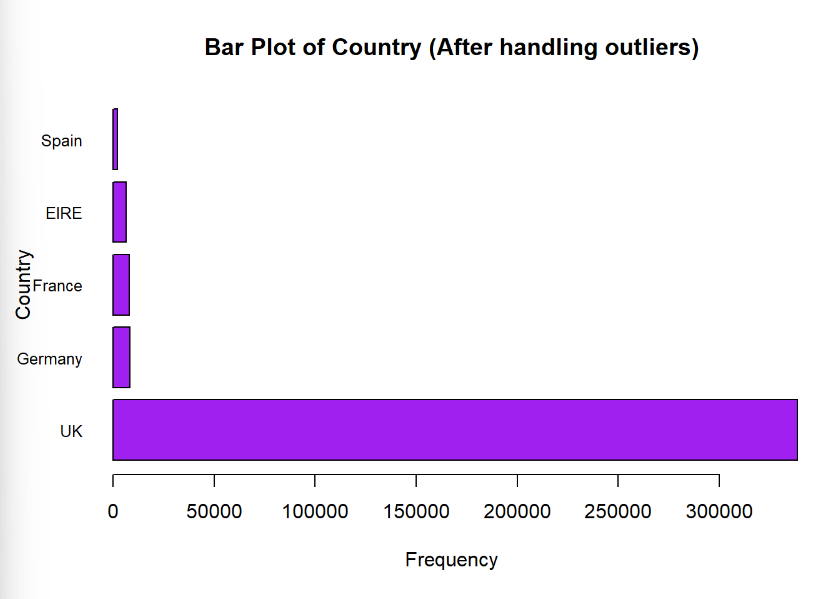 Bar Plot of Country (After handling outliers)
Country
Spain
EIRE
France
Germany
UK
0 50000 100000 150000 200000 250000 300000
Frequency